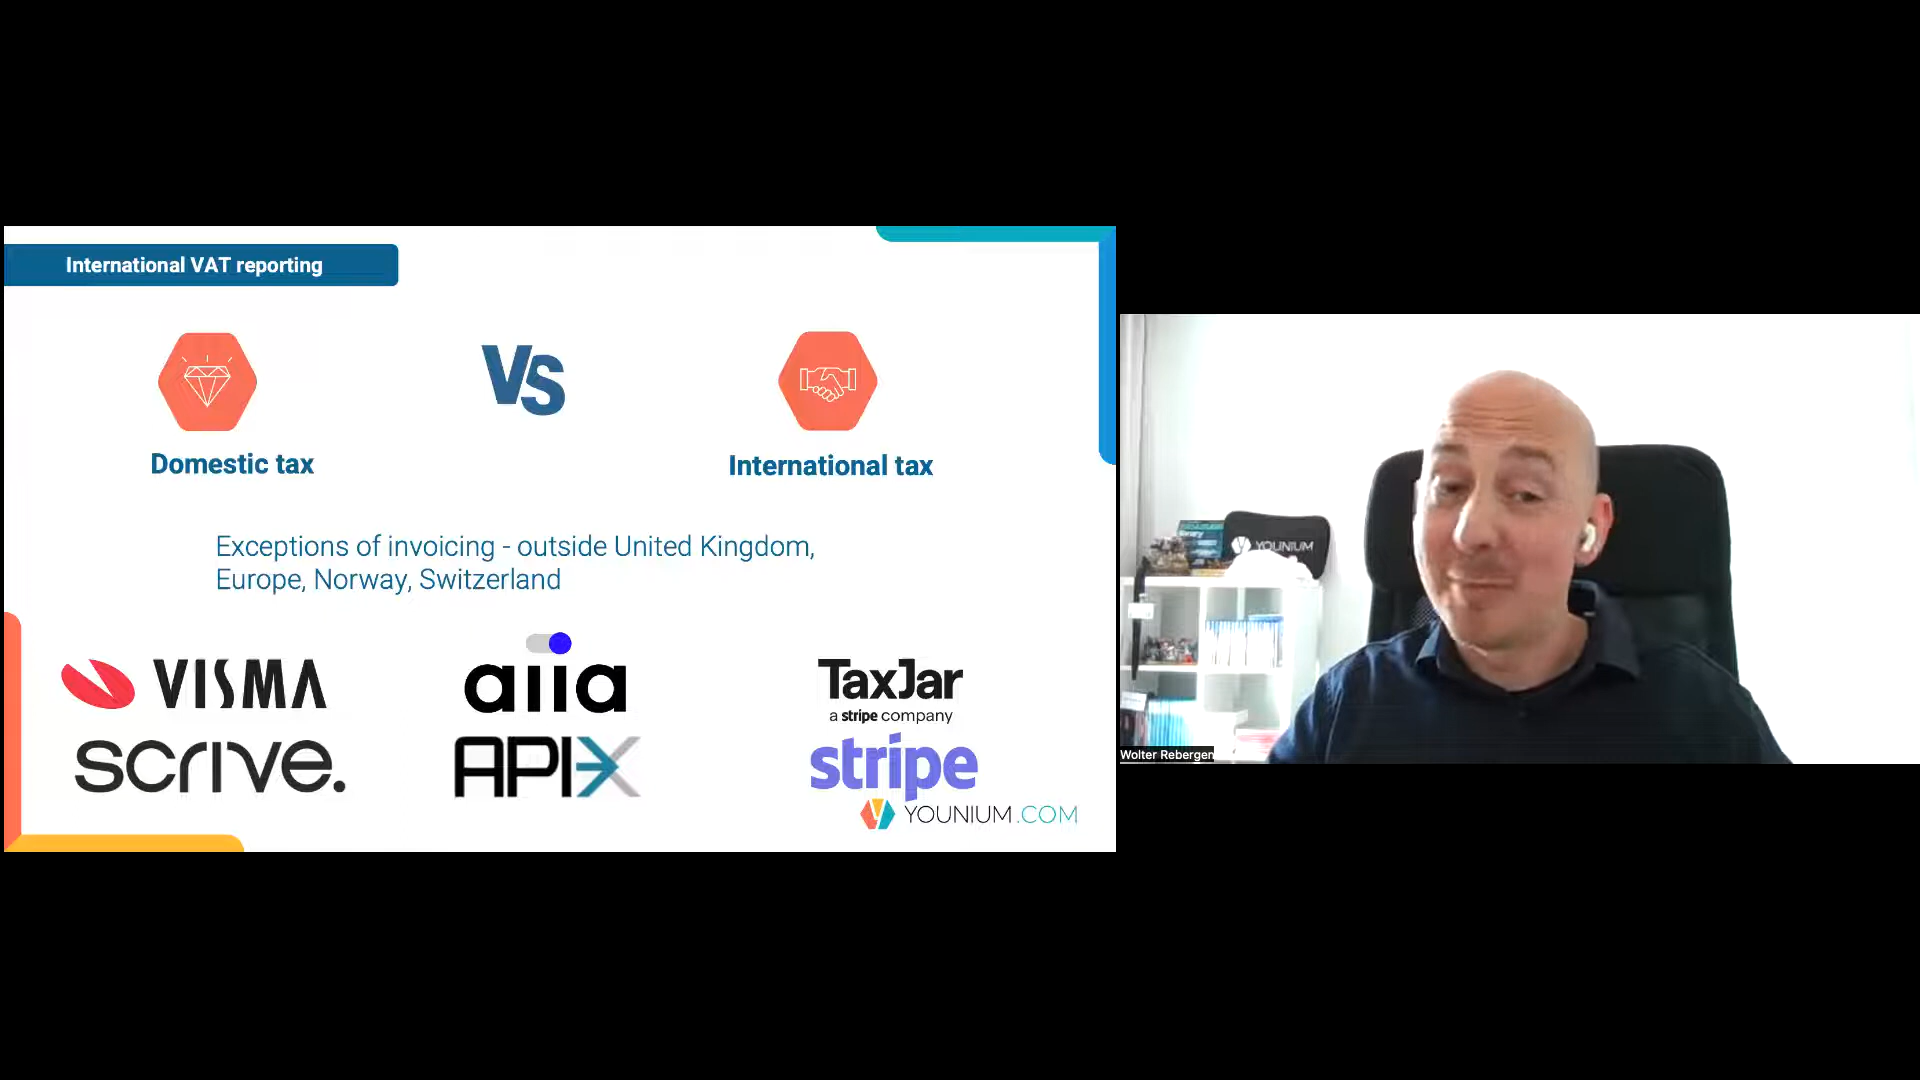 International VAT reporting
VS
Domestic tax
International tax
Exceptions of invoicing - outside United Kingdom,
Europe, Norway, Switzerland
VISMA
aiia
TaxJar
a stripe company
scrive.
APIX
stripe
YOUNIUM.COM
YOUNIUM
Wolter Rebergen